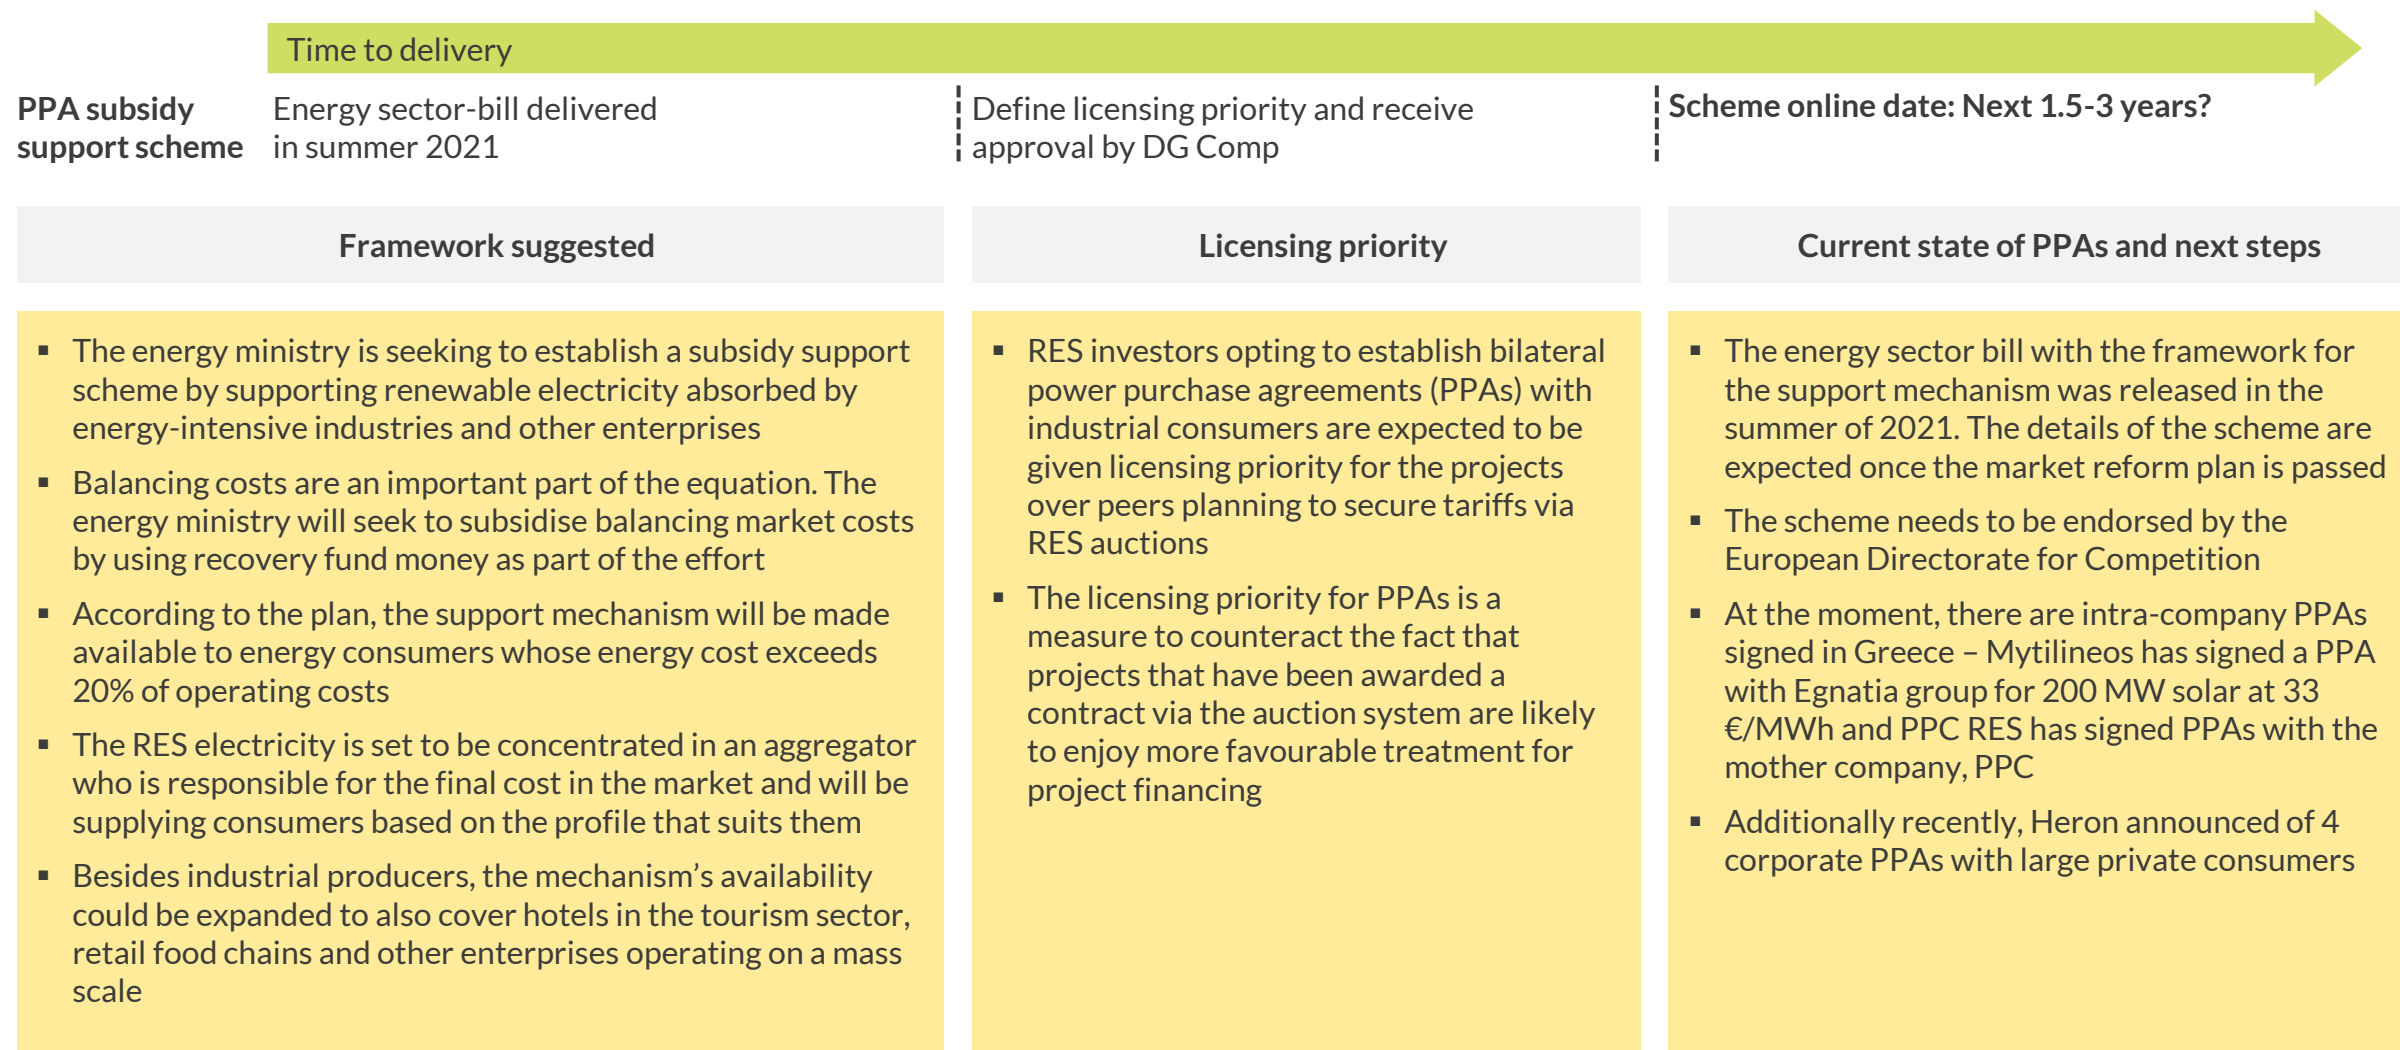 Time to delivery
PPA subsidy
support scheme
Energy sector-bill delivered
in summer 2021
Define licensing priority and receive
approval by DG Comp
Scheme online date: Next 1.5-3 years?
Framework suggested
▪ The energy ministry is seeking to establish a subsidy support
scheme by supporting renewable electricity absorbed by
energy-intensive industries and other enterprises
▪ Balancing costs are an important part of the equation. The
energy ministry will seek to subsidise balancing market costs
by using recovery fund money as part of the effort
▪ According to the plan, the support mechanism will be made
available to energy consumers whose energy cost exceeds
20% of operating costs
▪ The RES electricity is set to be concentrated in an aggregator
who is responsible for the final cost in the market and will be
supplying consumers based on the profile that suits them
▪ Besides industrial producers, the mechanism’s availability
could be expanded to also cover hotels in the tourism sector,
retail food chains and other enterprises operating on a mass
scale
Licensing priority
▪ RES investors opting to establish bilateral
power purchase agreements (PPAs) with
industrial consumers are expected to be
given licensing priority for the projects
over peers planning to secure tariffs via
RES auctions
▪ The licensing priority for PPAs is a
measure to counteract the fact that
projects that have been awarded a
contract via the auction system are likely
to enjoy more favourable treatment for
project financing
Current state of PPAs and next steps
▪ The energy sector bill with the framework for
the support mechanism was released in the
summer of 2021. The details of the scheme are
expected once the market reform plan is passed
▪ The scheme needs to be endorsed by the
European Directorate for Competition
▪ At the moment, there are intra-company PPAs
signed in Greece – Mytilineos has signed a PPA
with Egnatia group for 200 MW solar at 33
€/MWh and PPC RES has signed PPAs with the
mother company, PPC
▪ Additionally recently, Heron announced of 4
corporate PPAs with large private consumers